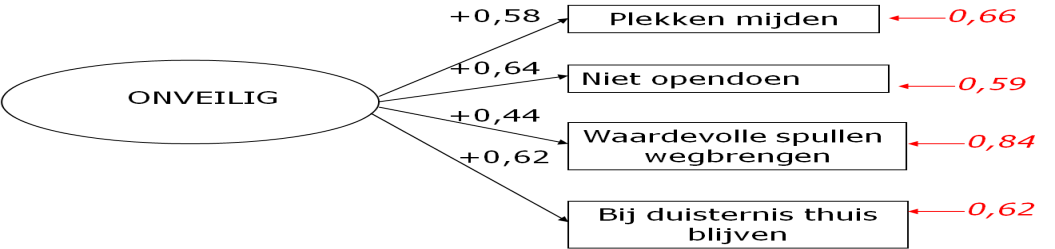 +0,58
Plekken mijden
0,66
+0,64
Niet opendoen
0,59
ONVEILIG
+0,44
Waardevolle spullen
wegbrengen
0,84
+0,62
Bij duisternis thuis
blijven
0,62